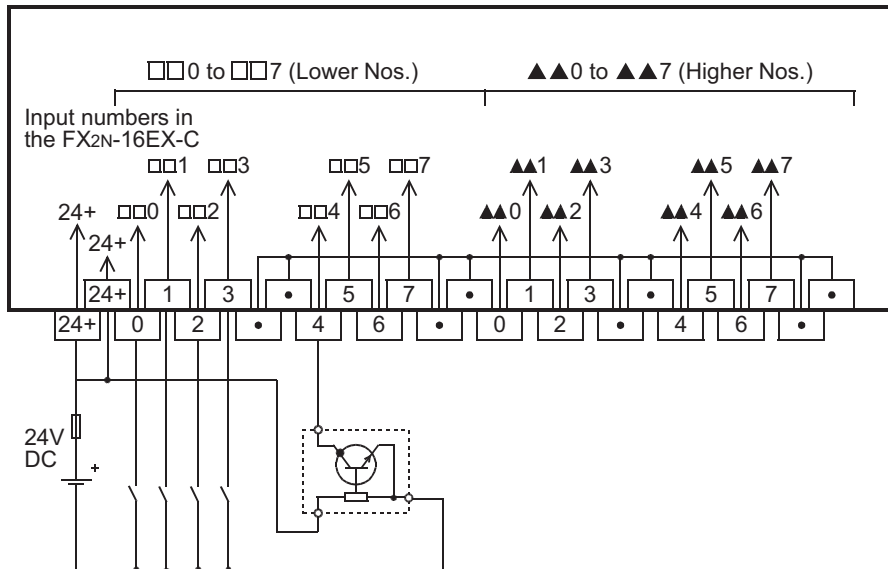 □□0 to □□7 (Lower Nos.) ▲▲0 to ▲▲7 (Higher Nos.)
Input numbers in
the FX2N-16EX-C
□□1 □□3 □□5 □□7 ▲▲1 ▲▲3 ▲▲5 ▲▲7
24+ □□0 □□2 □□4 □□6 ▲▲0 ▲▲2 ▲▲4 ▲▲6
24+
24+ 1 3 • 5 7 • 1 3 • 5 7 •
24+ 0 2 • 4 6 • 0 2 • 4 6 •
24V
DC
+